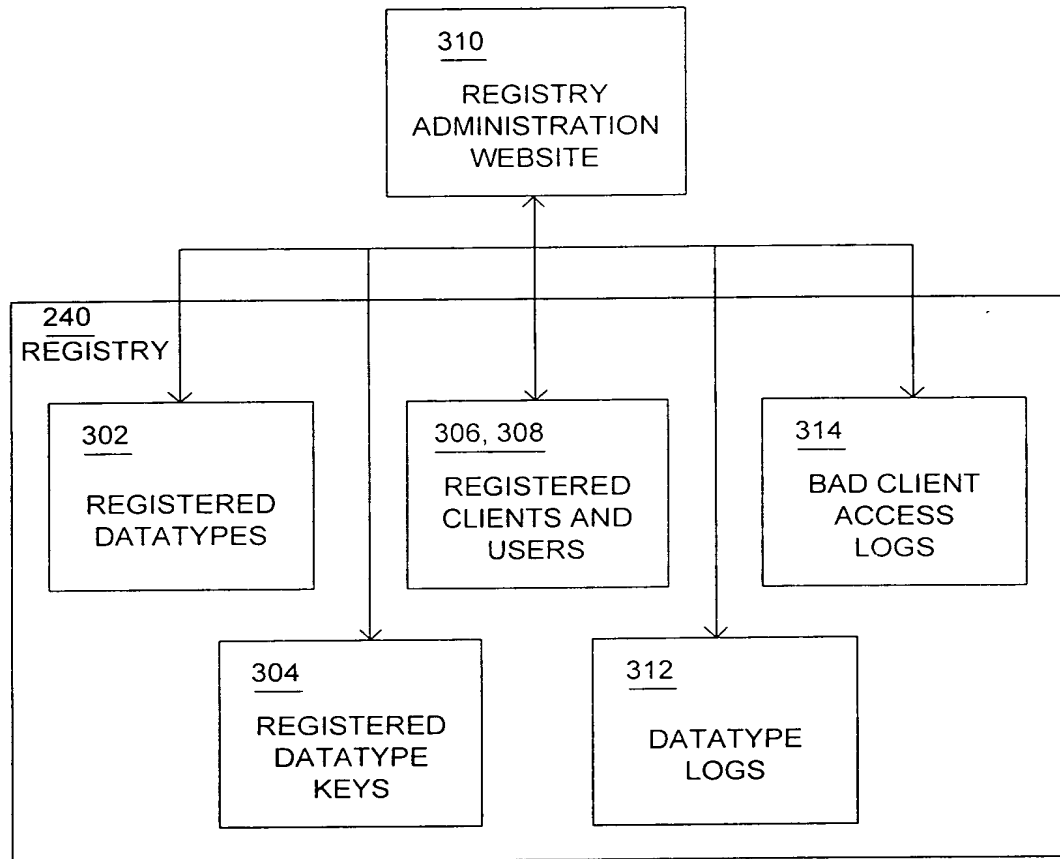 310
REGISTRY
ADMINISTRATION
WEBSITE
240
REGISTRY
302
REGISTERED
DATATYPES
306, 308
REGISTERED
CLIENTS AND
USERS
314
BAD CLIENT
ACCESS
LOGS
304
REGISTERED
DATATYPE
KEYS
312
DATATYPE
LOGS